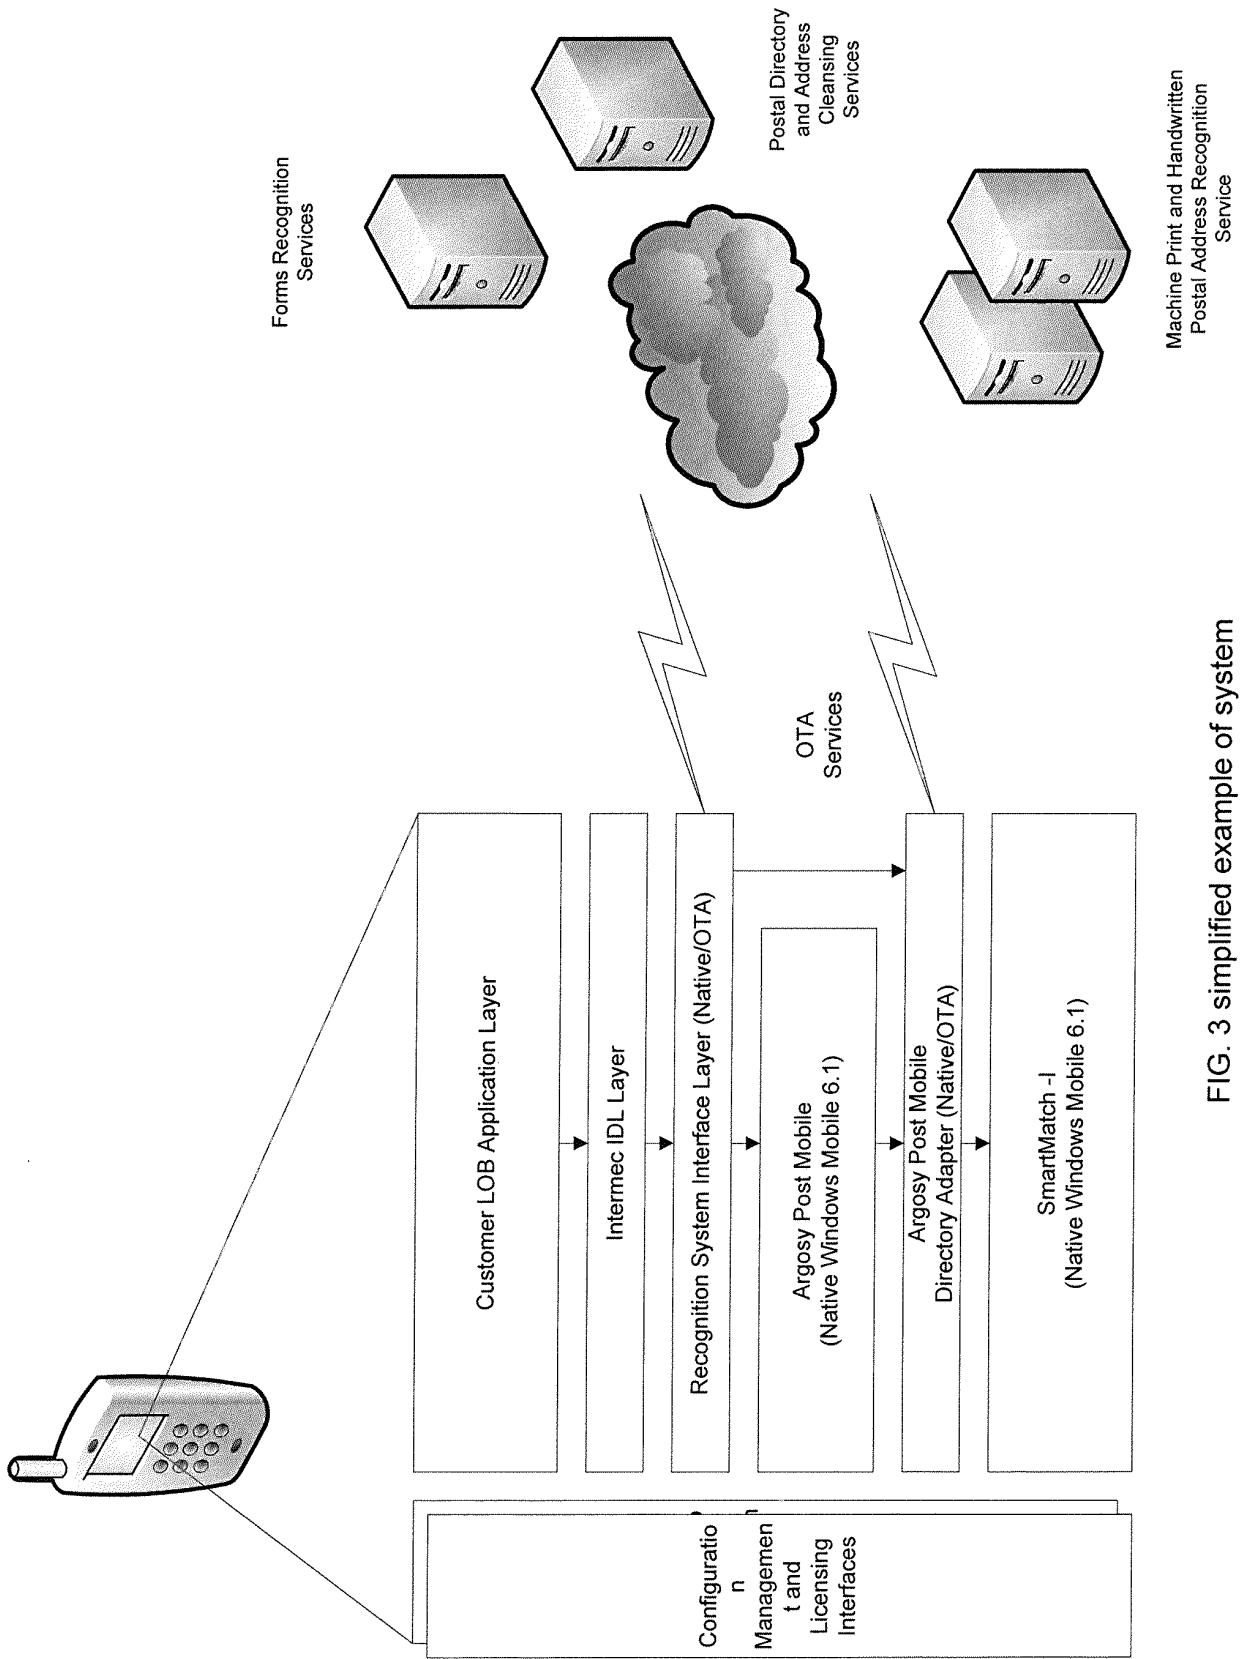 Forms Recognition
Services
Postal Directory
and Address
Cleansing
Services
Machine Print and Handwritten
Postal Address Recognition
Service
OTA
Services
Customer LOB Application Layer
Intermec IDL Layer
Recognition System Interface Layer (Native/OTA)
Argosy Post Mobile
(Native Windows Mobile 6.1)
Argosy Post Mobile
Directory Adapter (Native/OTA)
SmartMatch -I
(Native Windows Mobile 6.1)
Configuratio
n
Managemen
t and
Licensing
Interfaces
FIG. 3 simplified example of system